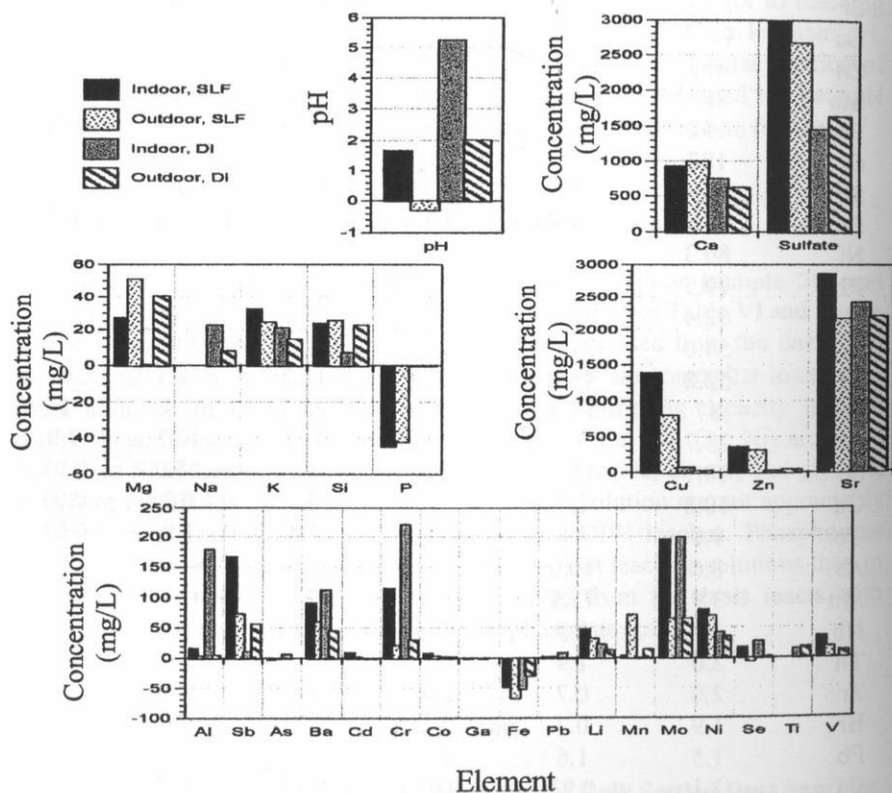 Indoor, SLF
Outdoor, SLF
Indoor, DI
Outdoor, DI
pH
6
5
4
3
2
1
0
-1
pH
Concentration
(mg/L)
3000
2500
2000
1500
1000
500
0
Ca Sulfate
Concentration
(mg/L)
60
40
20
0
-20
-40
-60
Mg Na K Si P
Concentration
(mg/L)
3000
2500
2000
1500
1000
500
0
Cu Zn Sr
Concentration
(mg/L)
250
200
150
100
50
0
-50
-100
Al Sb As Ba Cd Cr Co Ga Fe Pb Li Mn Mo Ni Se Ti V
Element